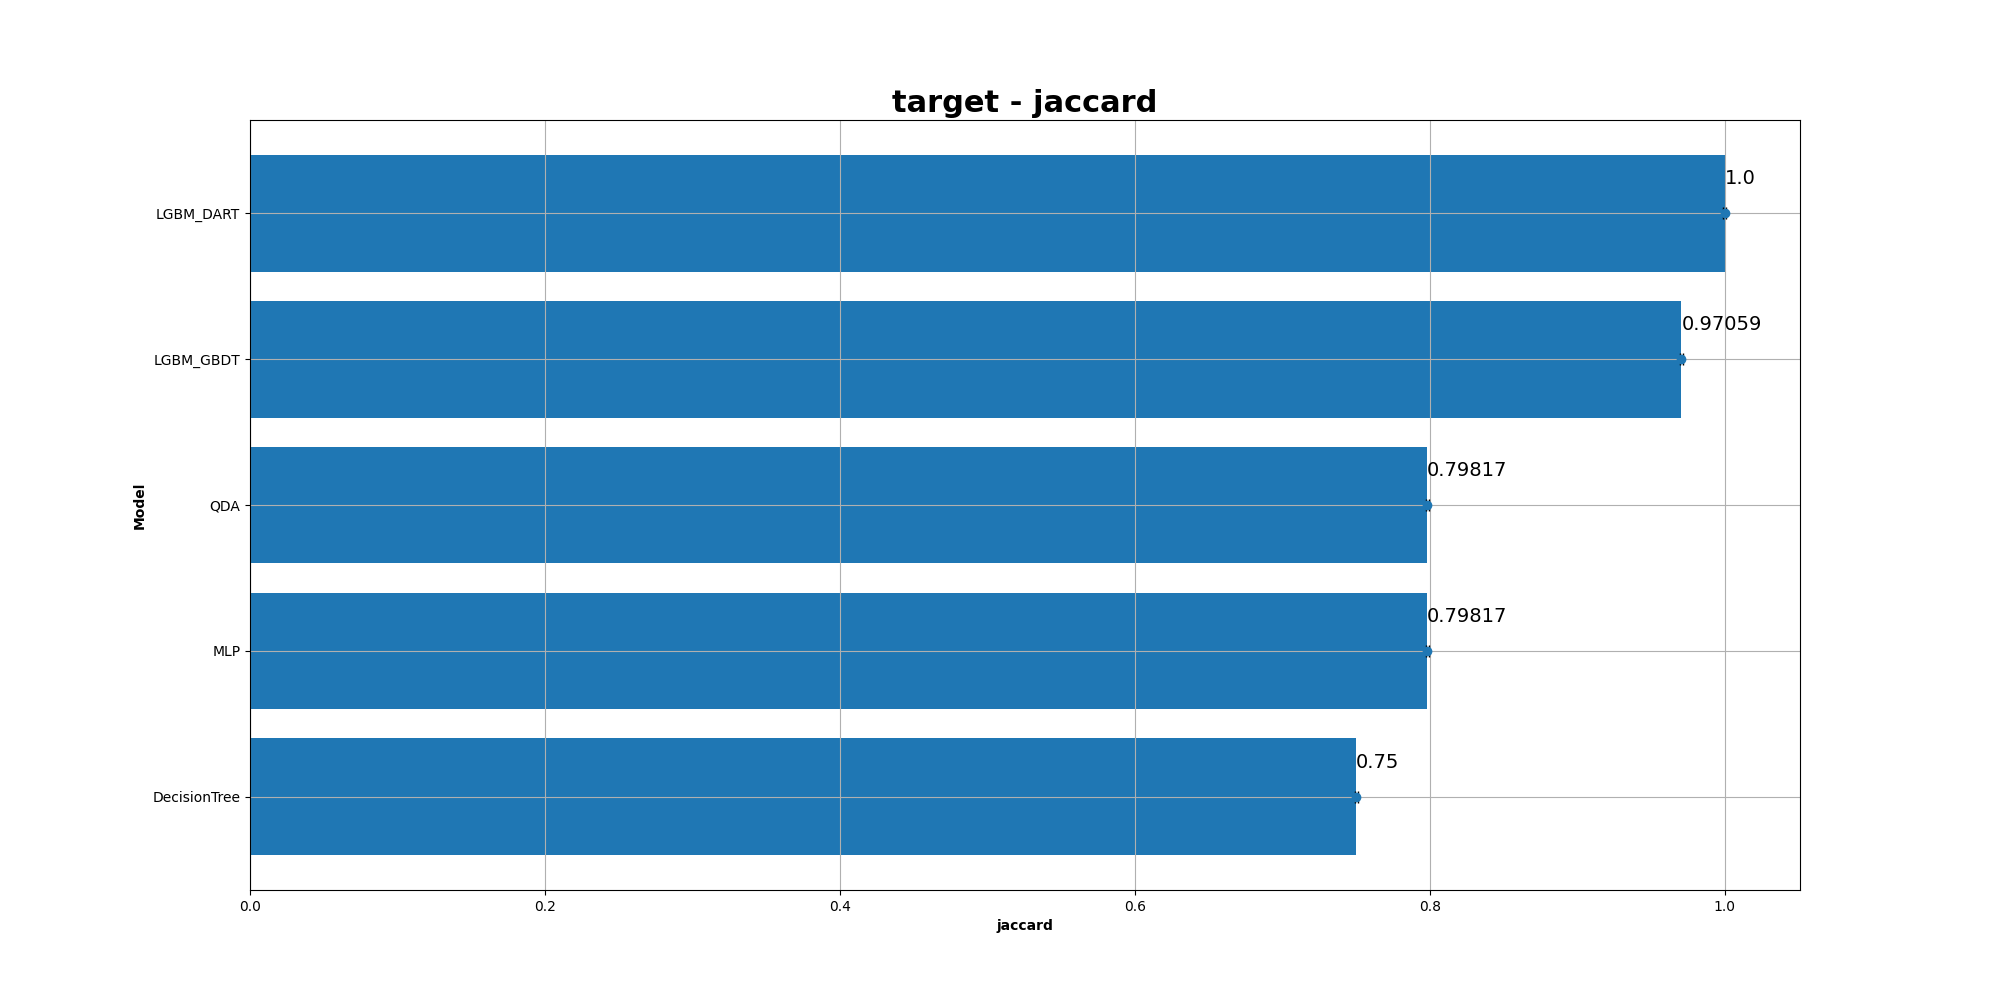 target - jaccard
1.0
LGBM_DART
0.97059
LGBM_GBDT
0.79817
QDA
Model
0.79817
MLP
0.75
DecisionTree
0.0 0.2 0.4 0.6 0.8 1.0
jaccard